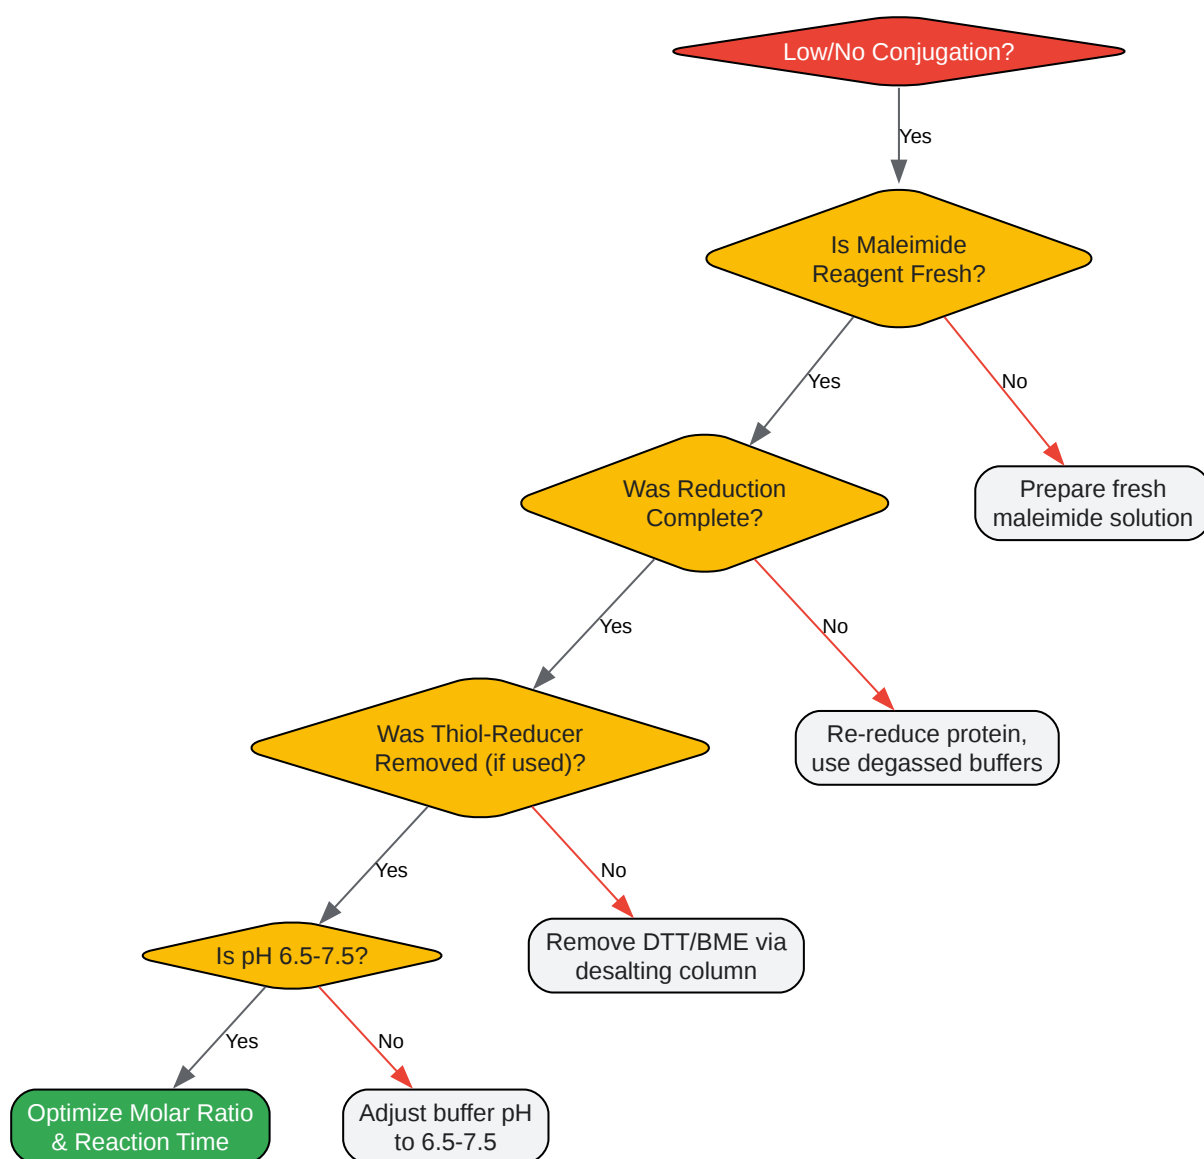 Low/No Conjugation?
Yes
Is Maleimide
Reagent Fresh?
Yes
No
Was Reduction
Complete?
Prepare fresh
maleimide solution
Yes
No
Was Thiol-Reducer
Removed (if used)?
Re-reduce protein,
use degassed buffers
Yes
No
Is pH 6.5-7.5?
Remove DTT/BME via
desalting column
Yes
No
Optimize Molar Ratio
& Reaction Time
Adjust buffer pH
to 6.5-7.5